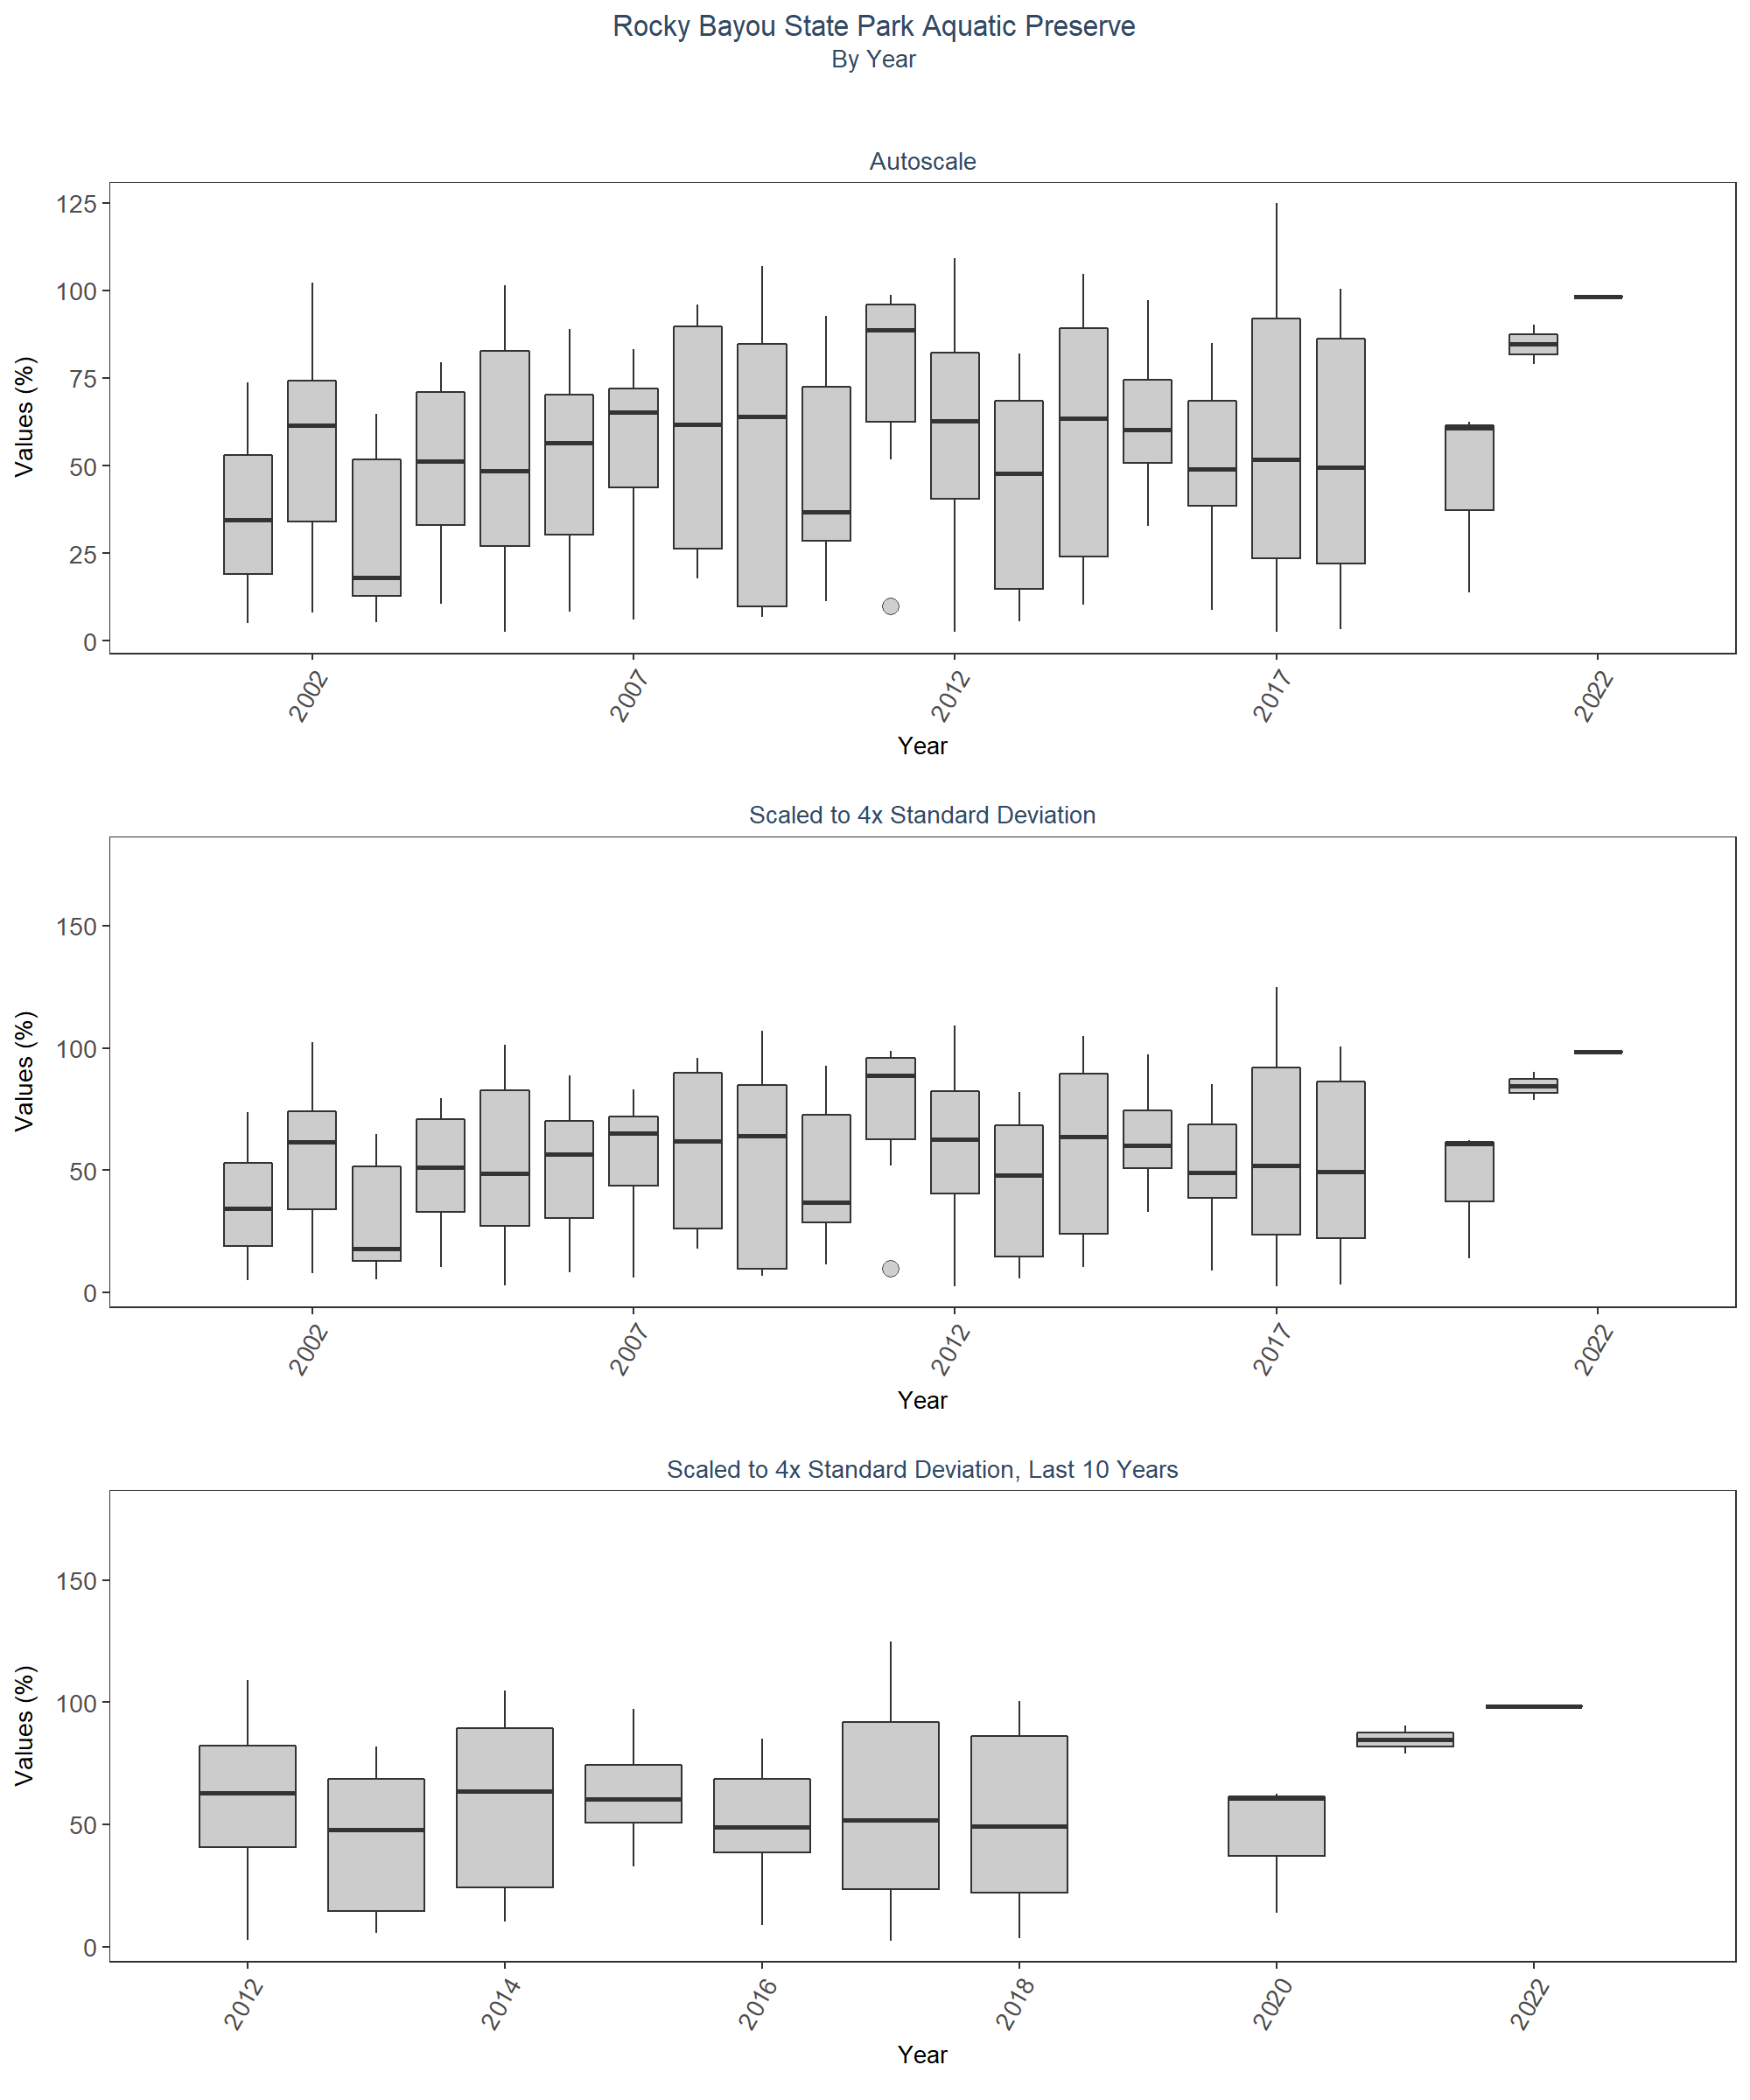 Rocky Bayou State Park Aquatic Preserve
By Year
Autoscale
Values (%)
125
100
75
50
25
0
2002
2007
2012
2017
2022
Year
Scaled to 4x Standard Deviation
Values (%)
150
100
50
0
2002
2007
2012
2017
2022
Year
Scaled to 4x Standard Deviation, Last 10 Years
Values (%)
150
100
50
0
2012
2014
2016
2018
2020
2022
Year